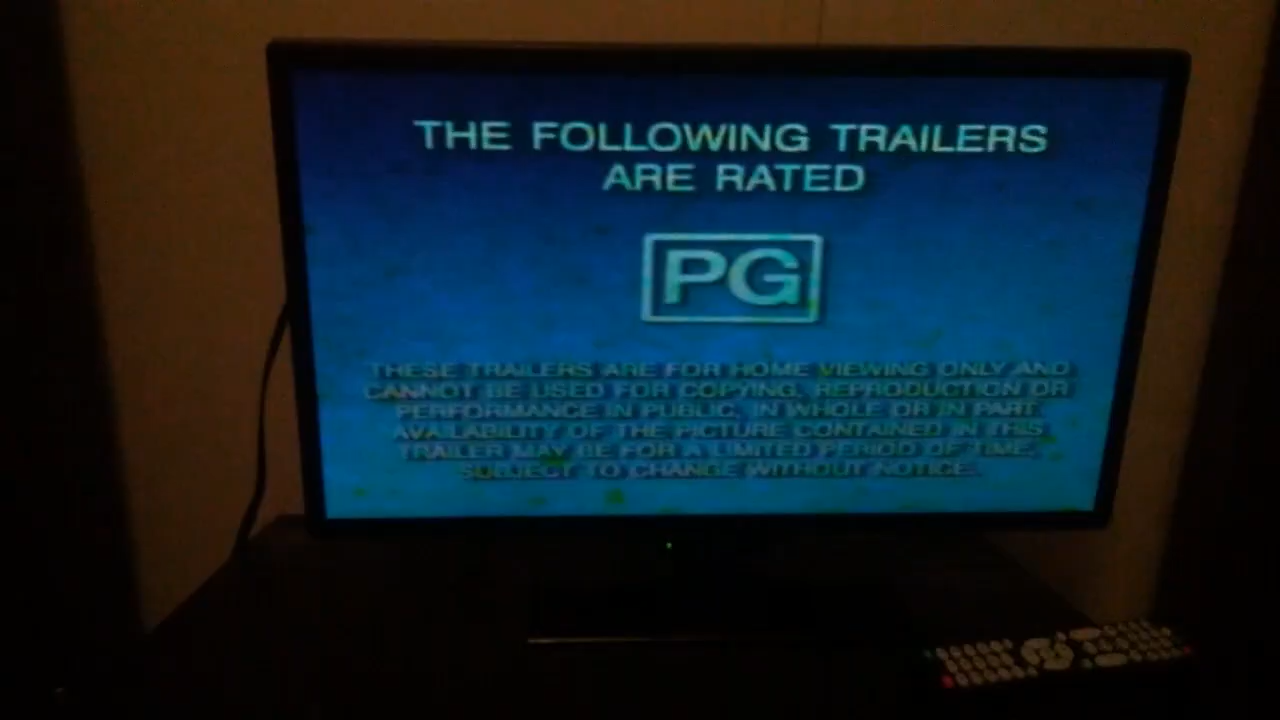 THE FOLLOWING TRAILERS
ARE RATED
PG
THESE TRAILERS ARE FOR HOME VIEWING ONLY AND
CANNOT BE USED FOR COPYING, REPRODUCTION OR
PERFORMANCE IN PUBLIC, IN WHOLE OR IN PART.
AVAILABILITY OF THE PICTURE CONTAINED IN THIS
TRAILER MAY BE FOR A LIMITED PERIOD OF TIME,
SUBJECT TO CHANGE WITHOUT NOTICE.